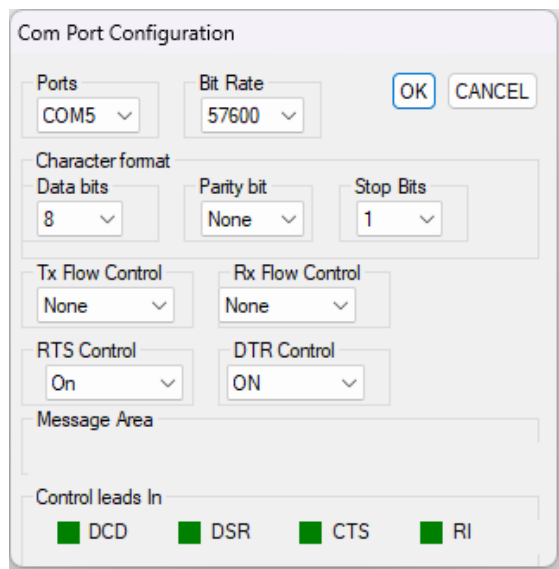 Com Port Configuration
Ports Bit Rate
COM5 57600 OK CANCEL
Character format
Data bits Parity bit Stop Bits
8 None 1
Tx Flow Control Rx Flow Control
None None
RTS Control DTR Control
On ON
Message Area
Control leads In
DCD DSR CTS RI